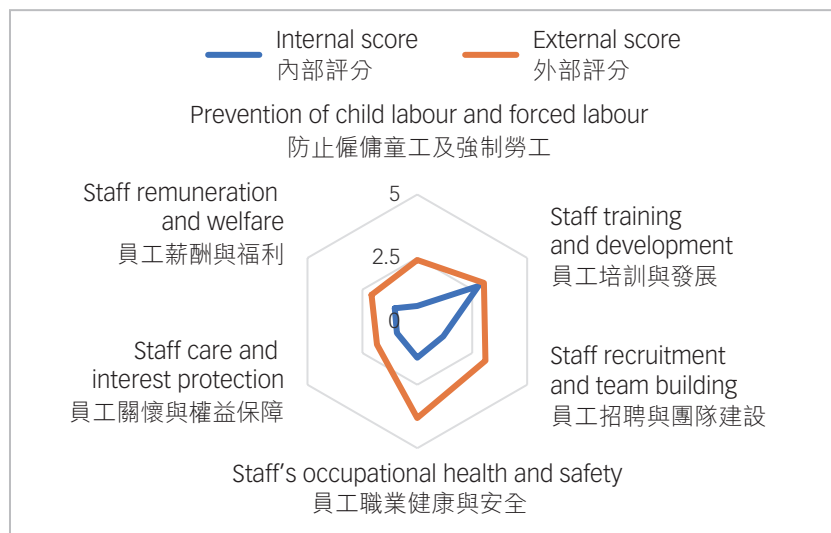 Internal score
內部評分
External score
外部評分
Prevention of child labour and forced labour
防止僱傭童工及強制勞工
Staff remuneration
and welfare
員工薪酬與福利
5
2.5
0
Staff training
and development
員工培訓與發展
Staff care and
interest protection
員工關懷與權益保障
Staff recruitment
and team building
員工招聘與團隊建設
Staff's occupational health and safety
員工職業健康與安全